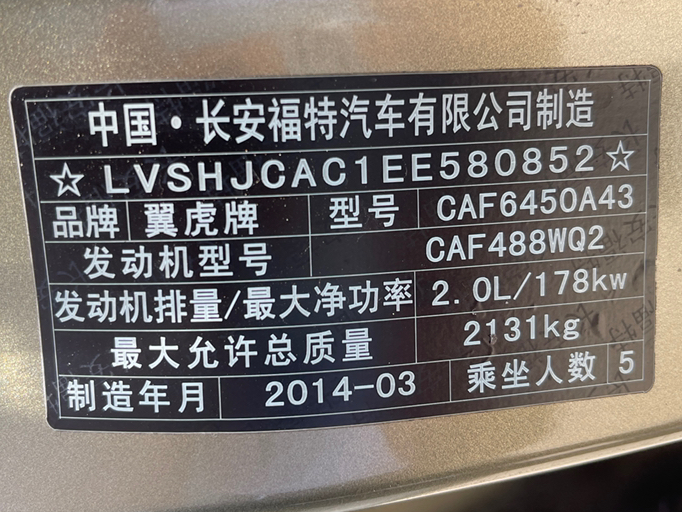 中国·长安福特汽车有限公司制造
☆LVSHJCAC1EE580852☆
品牌 翼虎牌 型号 CAF6450A43
发动机型号 CAF488WQ2
发动机排量/最大净功率 2.0L/178kw
最大允许总质量 2131kg
制造年月 2014-03 乘坐人数 5